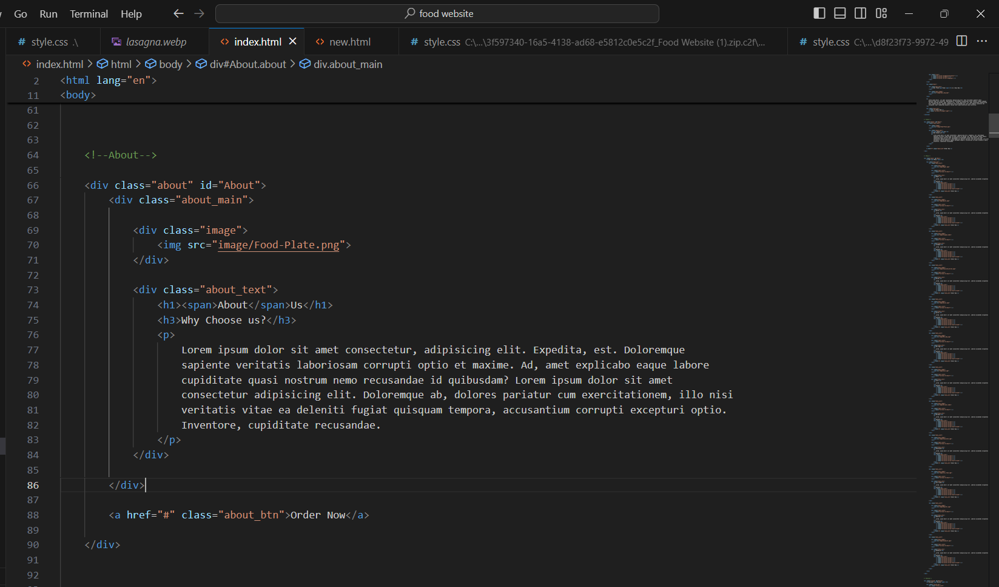 Go Run Terminal Help food website
style.css .\ lasagna.webp index.html new.html style.css C:\...\3f597340-16a5-4138-ad68-e5812c0e5c2f_Food Website (1).zip.c2f\... style.css C:\...\d8f23f73-9972-49
index.html > html > body > div#About.about > div.about_main
2 <html lang="en">
11 <body>
61
62
63
64 <!--About-->
65
66 <div class="about" id="About">
67 <div class="about_main">
68
69 <div class="image">
70 <img src="image/Food-Plate.png">
71 </div>
72
73 <div class="about_text">
74 <h1><span>About</span>Us</h1>
75 <h3>Why Choose us?</h3>
76 <p>
77 Lorem ipsum dolor sit amet consectetur, adipisicing elit. Expedita, est. Doloremque
78 sapiente veritatis laboriosam corrupti optio et maxime. Ad, amet explicabo eaque labore
79 cupiditate quasi nostrum nemo recusandae id quibusdam? Lorem ipsum dolor sit amet
80 consectetur adipisicing elit. Doloremque ab, dolores pariatur cum exercitationem, illo nisi
81 veritatis vitae ea deleniti fugiat quisquam tempora, accusantium corrupti excepturi optio.
82 Inventore, cupiditate recusandae.
83 </p>
84 </div>
85
86 </div>
87
88 <a href="#" class="about_btn">Order Now</a>
89
90 </div>
91
92